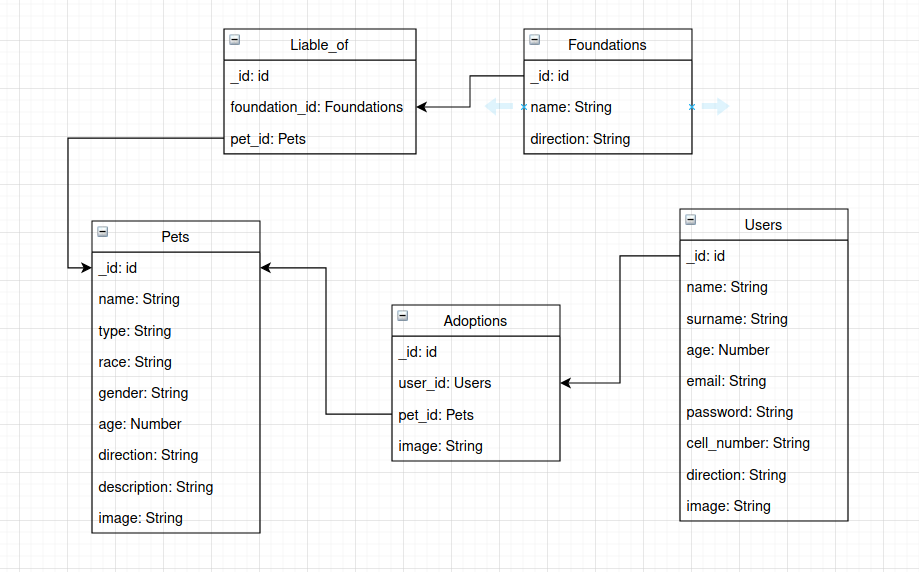 Liable_of
_id: id
foundation_id: Foundations
pet_id: Pets
Foundations
_id: id
name: String
direction: String
Pets
_id: id
name: String
type: String
race: String
gender: String
age: Number
direction: String
description: String
image: String
Adoptions
_id: id
user_id: Users
pet_id: Pets
image: String
Users
_id: id
name: String
surname: String
age: Number
email: String
password: String
cell_number: String
direction: String
image: String